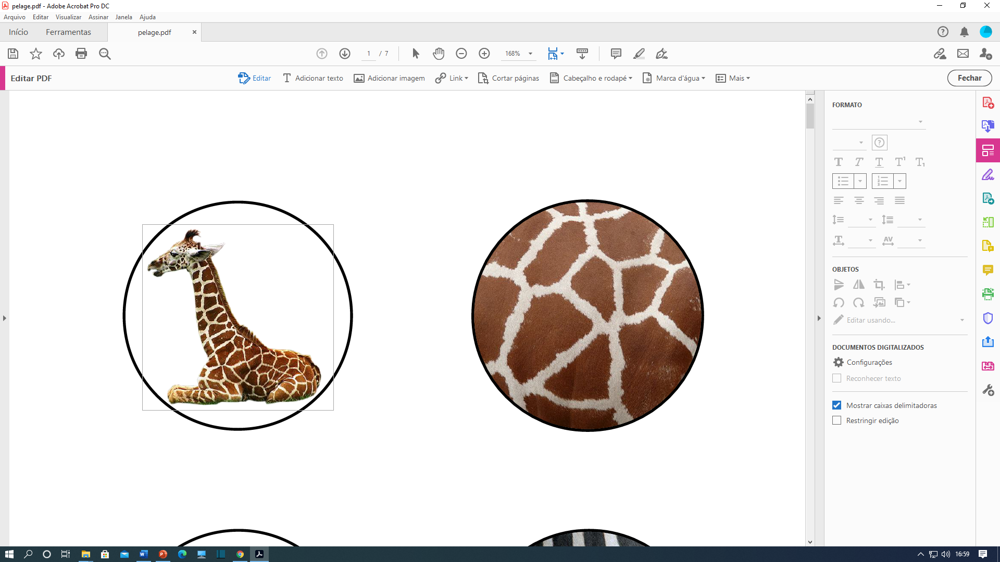 pelage.pdf - Adobe Acrobat Pro DC
Arquivo Editar Visualizar Assinar Janela Ajuda
Início Ferramentas pelage.pdf
1 / 7 168%
Editar PDF Editar Adicionar texto Adicionar imagem Link Cortar páginas Cabeçalho e rodapé Marca d'água Mais Fechar
FORMATO
OBJETOS
Editar usando...
DOCUMENTOS DIGITALIZADOS
Configurações
Reconhecer texto
Mostrar caixas delimitadoras
Restringir edição
16:59